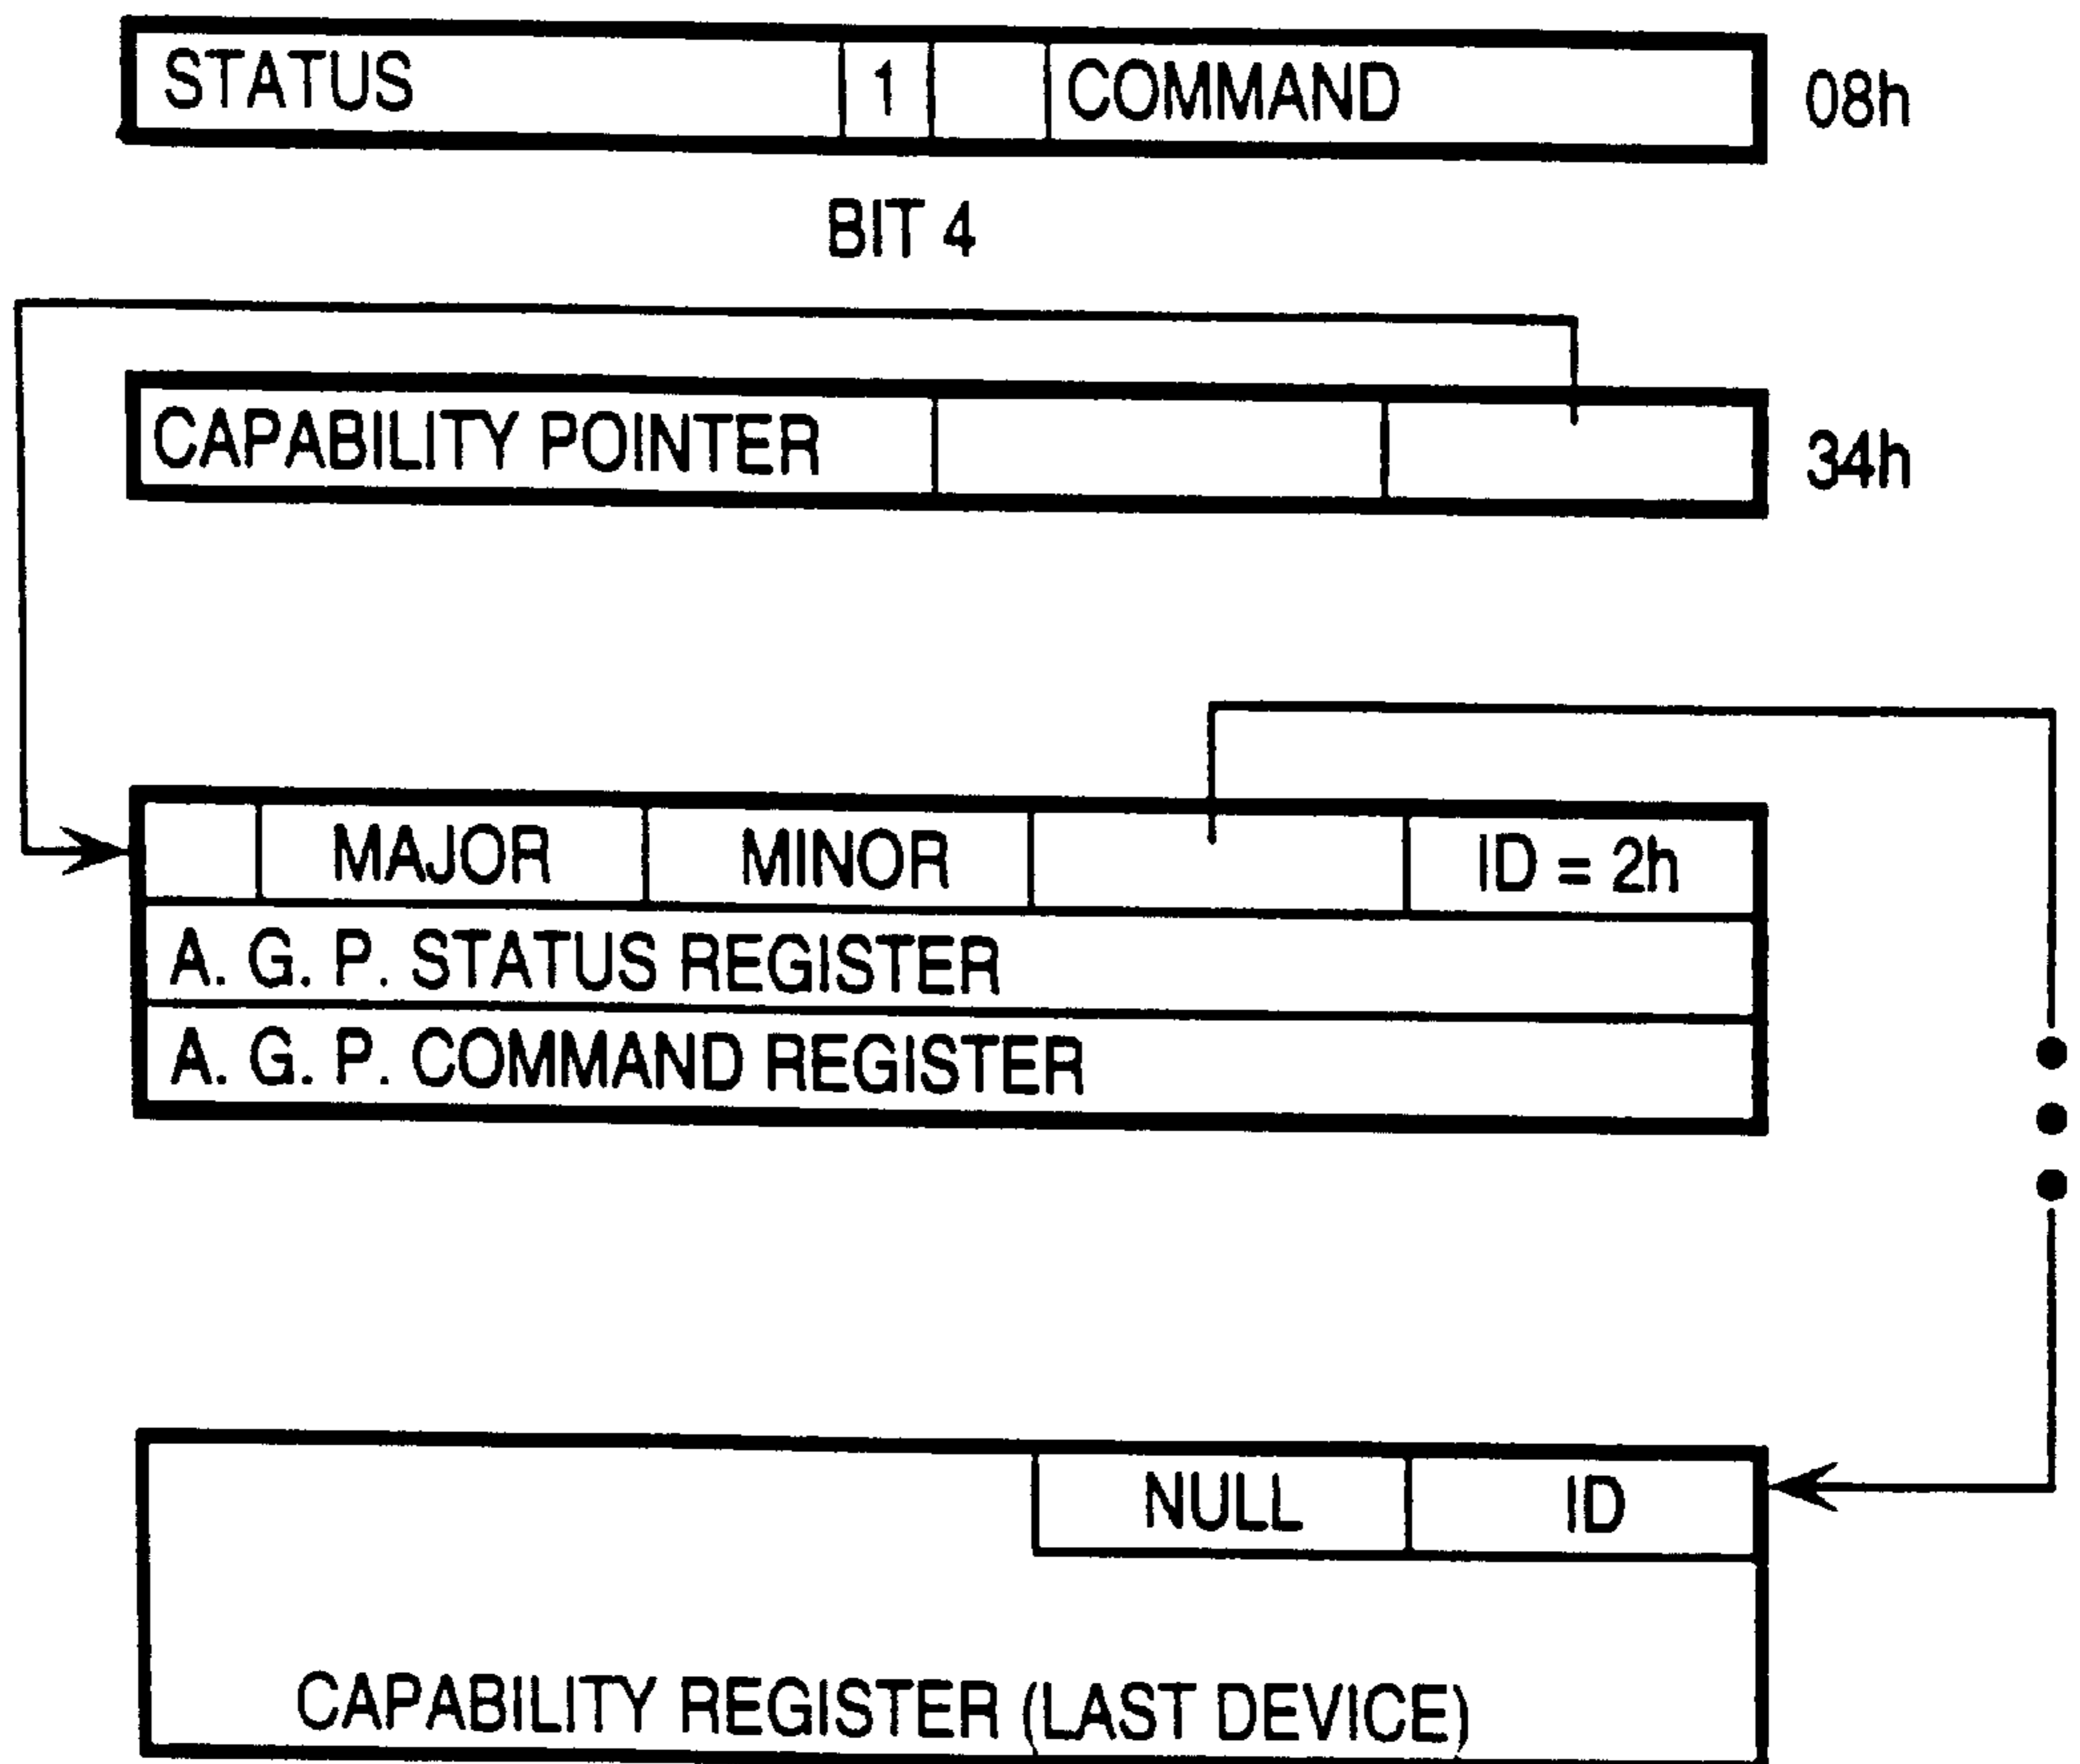 STATUS 1 COMMAND 08h
BIT 4
CAPABILITY POINTER 34h
MAJOR MINOR ID = 2h
A. G. P. STATUS REGISTER
A. G. P. COMMAND REGISTER
NULL ID
CAPABILITY REGISTER (LAST DEVICE)